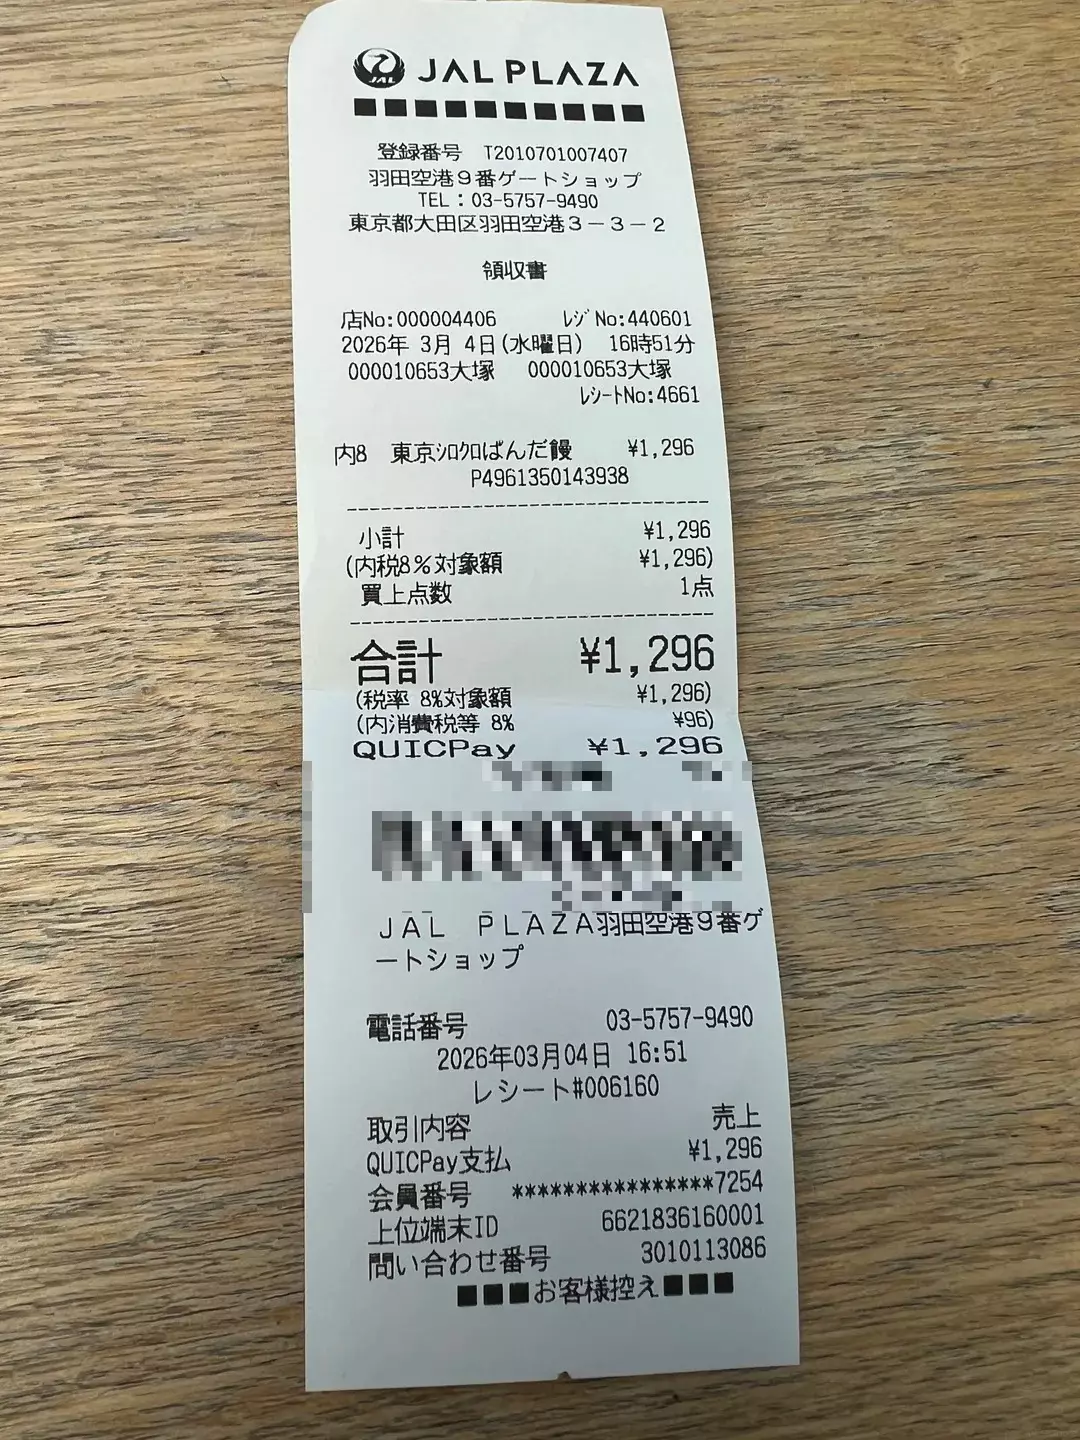 JAL
JAL PLAZA
登録番号 T2010701007407
羽田空港9番ゲートショップ
TEL:03-5757-9490
東京都大田区羽田空港3-3-2
領収書
店No:000004406 ﾚｼﾞNo:440601
2026年 3月 4日(水曜日) 16時51分
000010653大塚 000010653大塚
ﾚｼｰﾄNo:4661
内8 東京ｼﾛｸﾛぱんだ饅 ¥1,296
P4961350143938
小計 ¥1,296
(内税8%対象額 ¥1,296)
買上点数 1点
合計 ¥1,296
(税率 8%対象額 ¥1,296)
(内消費税等 8% ¥96)
QUICPay ¥1,296
JAL PLAZA羽田空港9番ゲ
ートショップ
電話番号 03-5757-9490
2026年03月04日 16:51
レシート#006160
取引内容 売上
QUICPay支払 ¥1,296
会員番号 ****************7254
上位端末ID 6621836160001
問い合わせ番号 3010113086
■■■お客様控え■■■